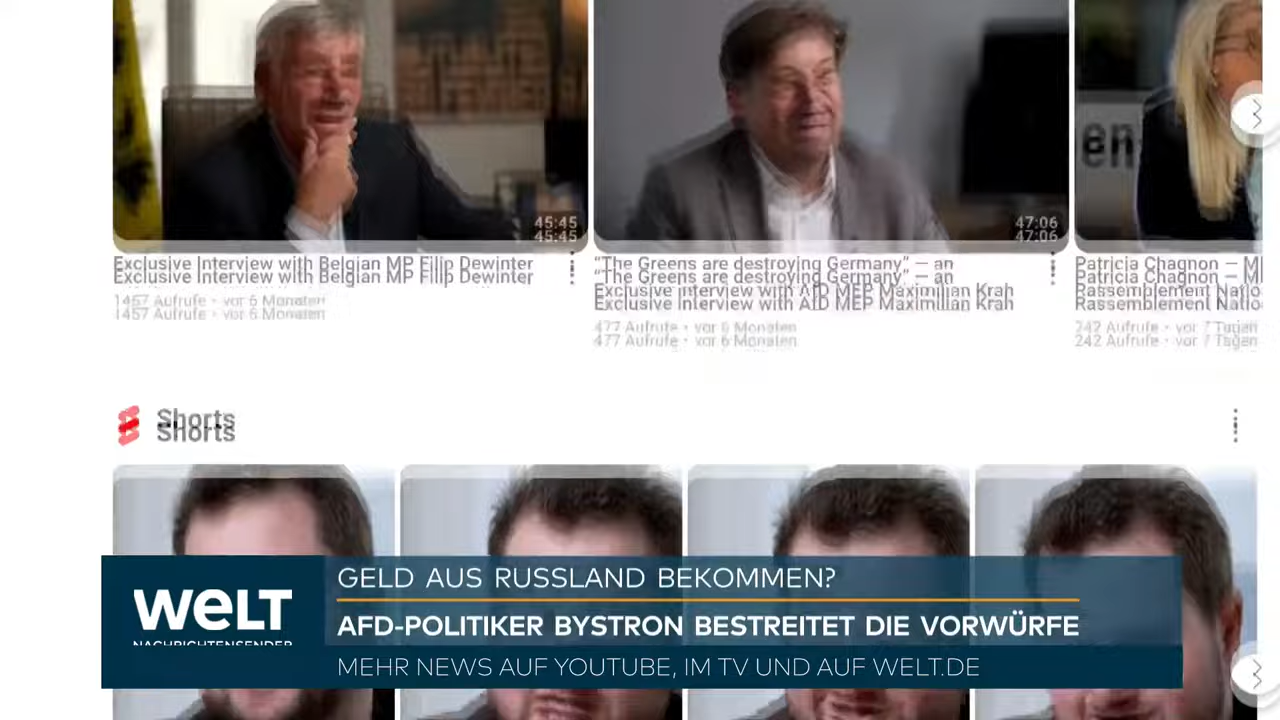 en
45:45
47:06
Exclusive Interview with Belgian MP Filip Dewinter
1457 Aufrufe • vor 6 Monaten
"The Greens are destroying Germany" – an
Exclusive interview with AfD MEP Maximilian Krah
477 Aufrufe • vor 6 Monaten
Patricia Chagnon –
Rassemblement Natio
242 Aufrufe • vor 7 Tagen
Shorts
WELT
NACHRICHTENSENDER
GELD AUS RUSSLAND BEKOMMEN?
AFD-POLITIKER BYSTRON BESTREITET DIE VORWÜRFE
MEHR NEWS AUF YOUTUBE, IM TV UND AUF WELT.DE